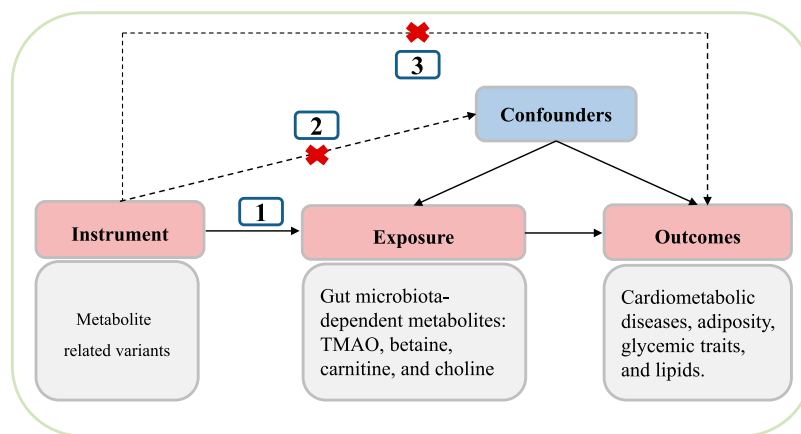 3
2
Confounders
1
Instrument
Exposure
Outcomes
Metabolite
related variants
Gut microbiota-
dependent metabolites:
TMAO, betaine,
carnitine, and choline
Cardiometabolic
diseases, adiposity,
glycemic traits,
and lipids.